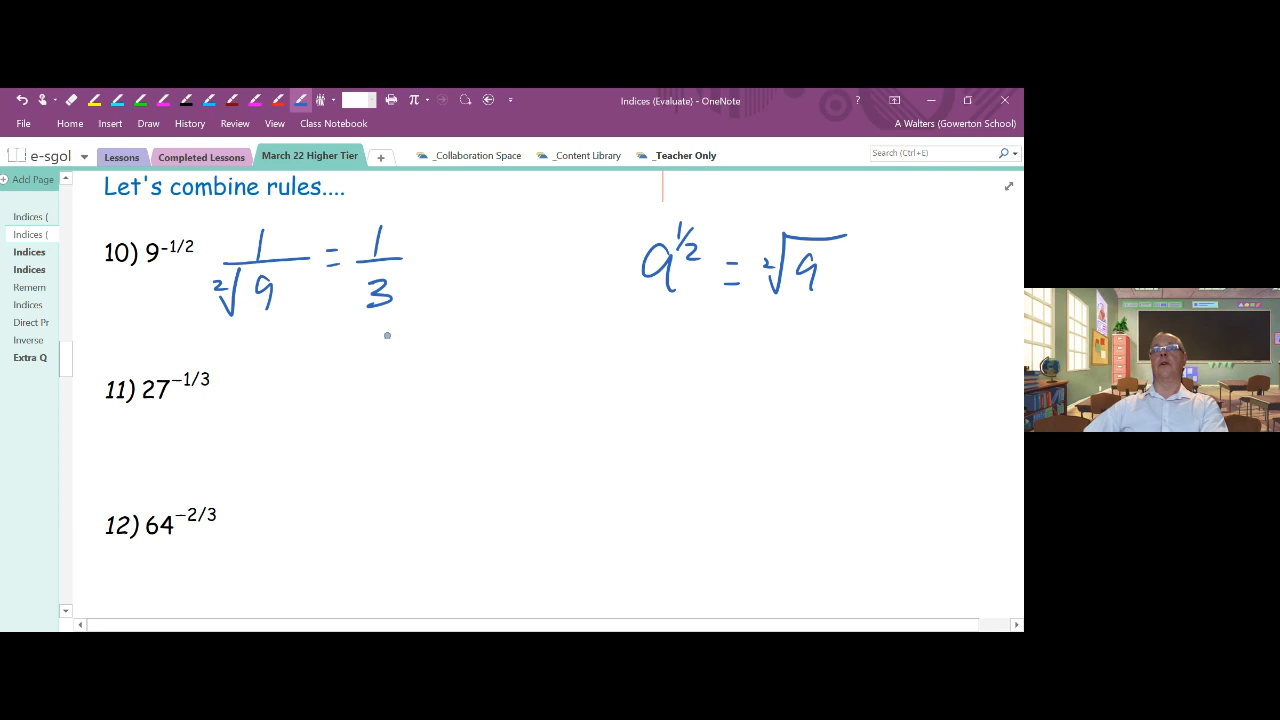 Indices (Evaluate) - OneNote
?
File Home Insert Draw History Review View Class Notebook
A Walters (Gowerton School)
e-sgol
Lessons
Completed Lessons
March 22 Higher Tier
+
_Collaboration Space
_Content Library
_Teacher Only
Search (Ctrl+E)
Add Page
Indices (
Indices (
Indices
Indices
Remem
Indices
Direct Pr
Inverse
Extra Q
Let's combine rules....
10) 9^-1/2 1/²√9 = 1/3
9^1/2 = ²√9
11) 27^-1/3
12) 64^-2/3